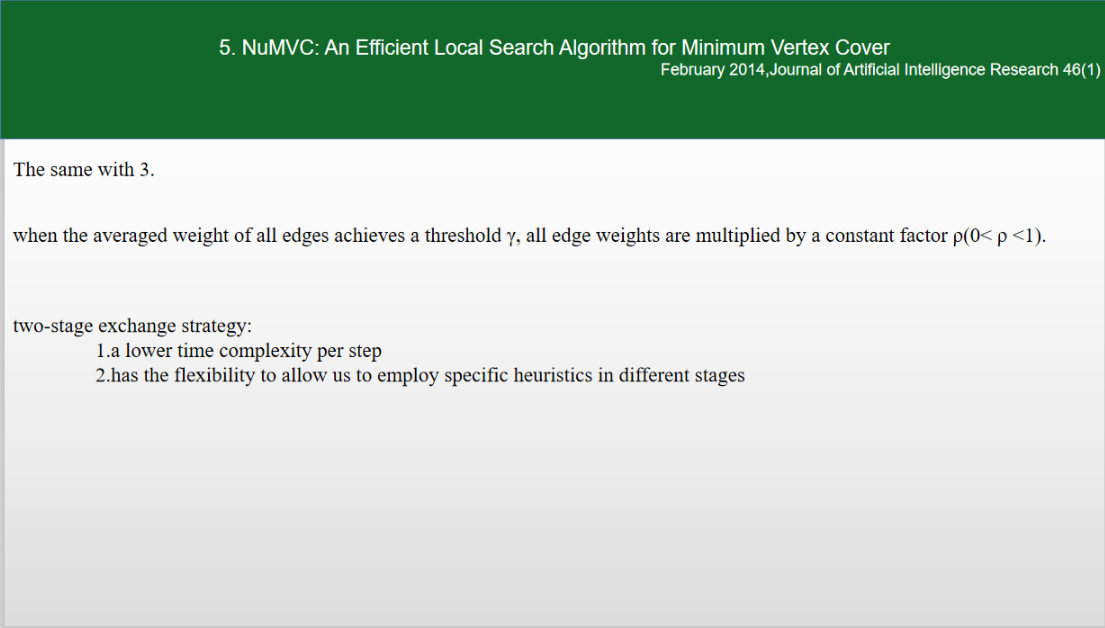 5. NuMVC: An Efficient Local Search Algorithm for Minimum Vertex Cover
February 2014,Journal of Artificial Intelligence Research 46(1)
The same with 3.
when the averaged weight of all edges achieves a threshold γ, all edge weights are multiplied by a constant factor ρ(0< ρ <1).
two-stage exchange strategy:
1.a lower time complexity per step
2.has the flexibility to allow us to employ specific heuristics in different stages